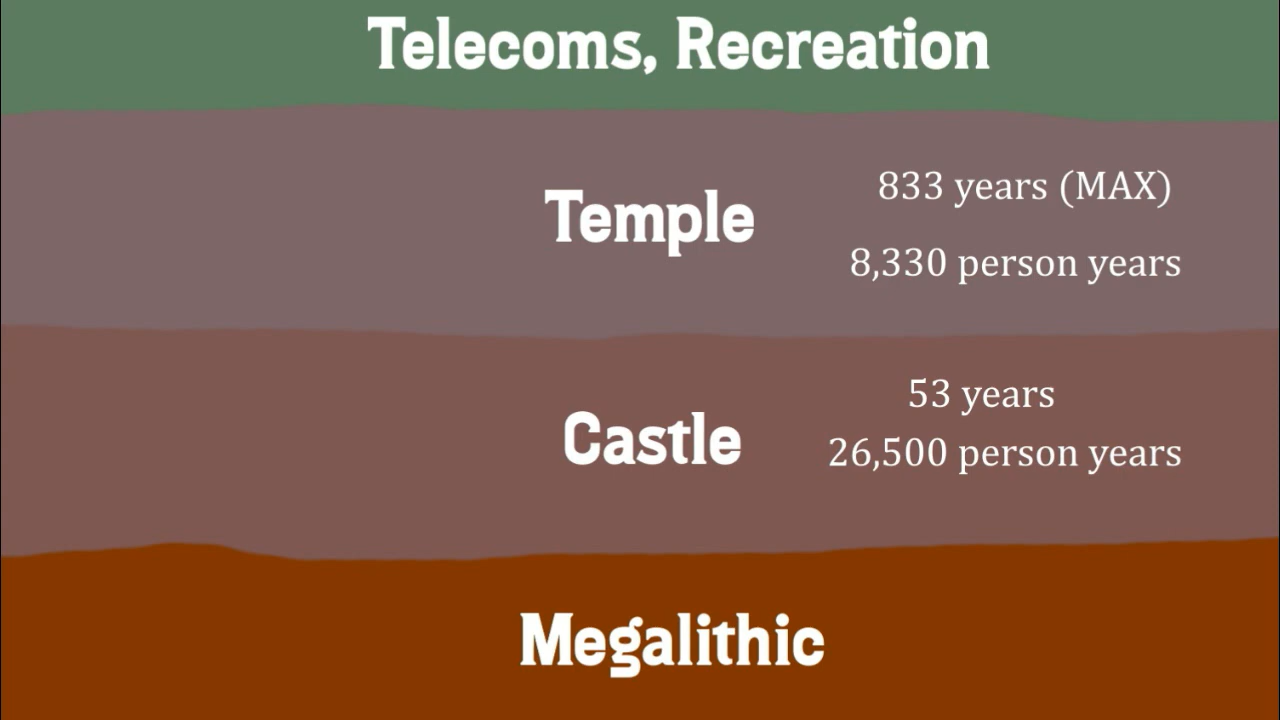 Telecoms, Recreation
Temple
833 years (MAX)
8,330 person years
Castle
53 years
26,500 person years
Megalithic